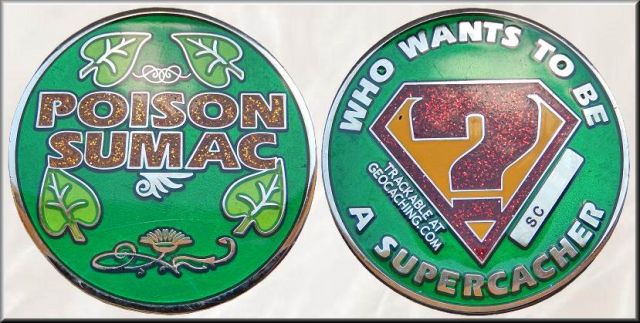 POISON
SUMAC
WHO WANTS TO BE
?
TRACKABLE AT
GEOCACHING.COM
SC
A SUPERCACHER